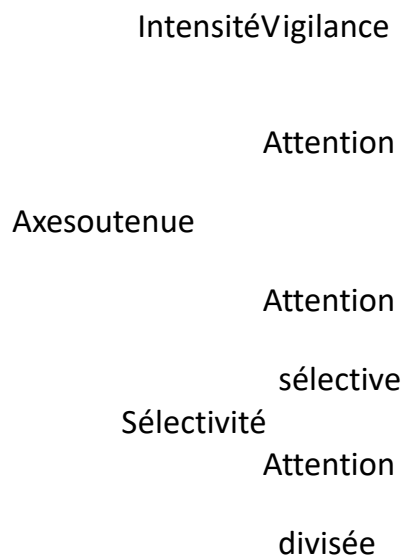 IntensitéVigilance
Attention
Axesoutenue
Attention
sélective
Sélectivité
Attention
divisée